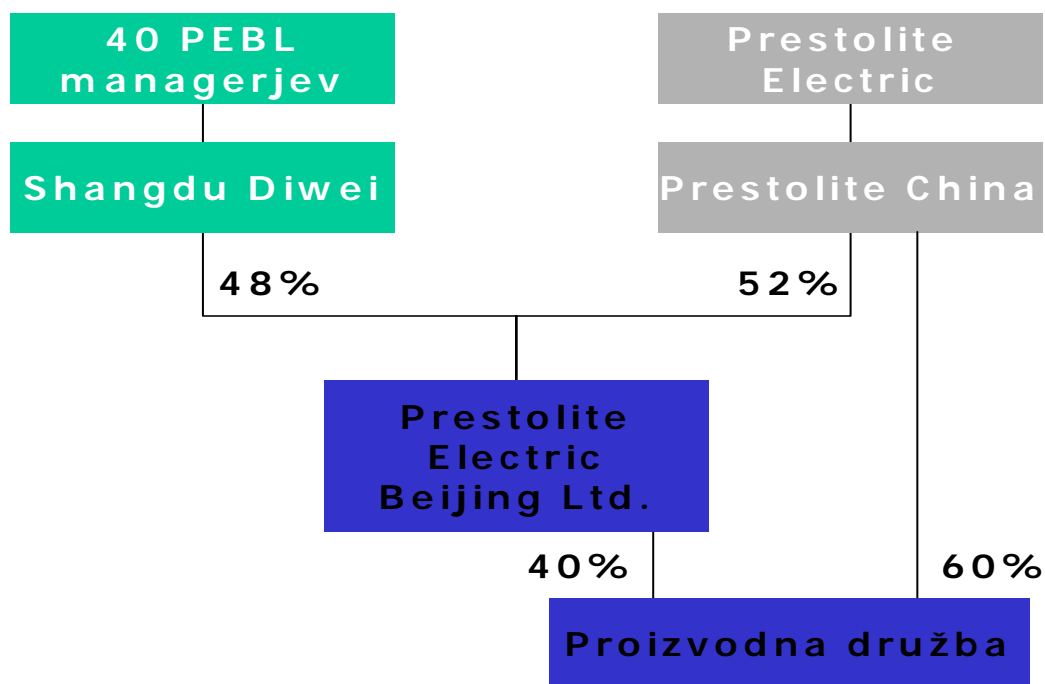 40 PEBL
managerjev
Prestolite
Electric
Shangdu Diwei
Prestolite China
48%
52%
Prestolite
Electric
Beijing Ltd.
40%
60%
Proizvodna družba